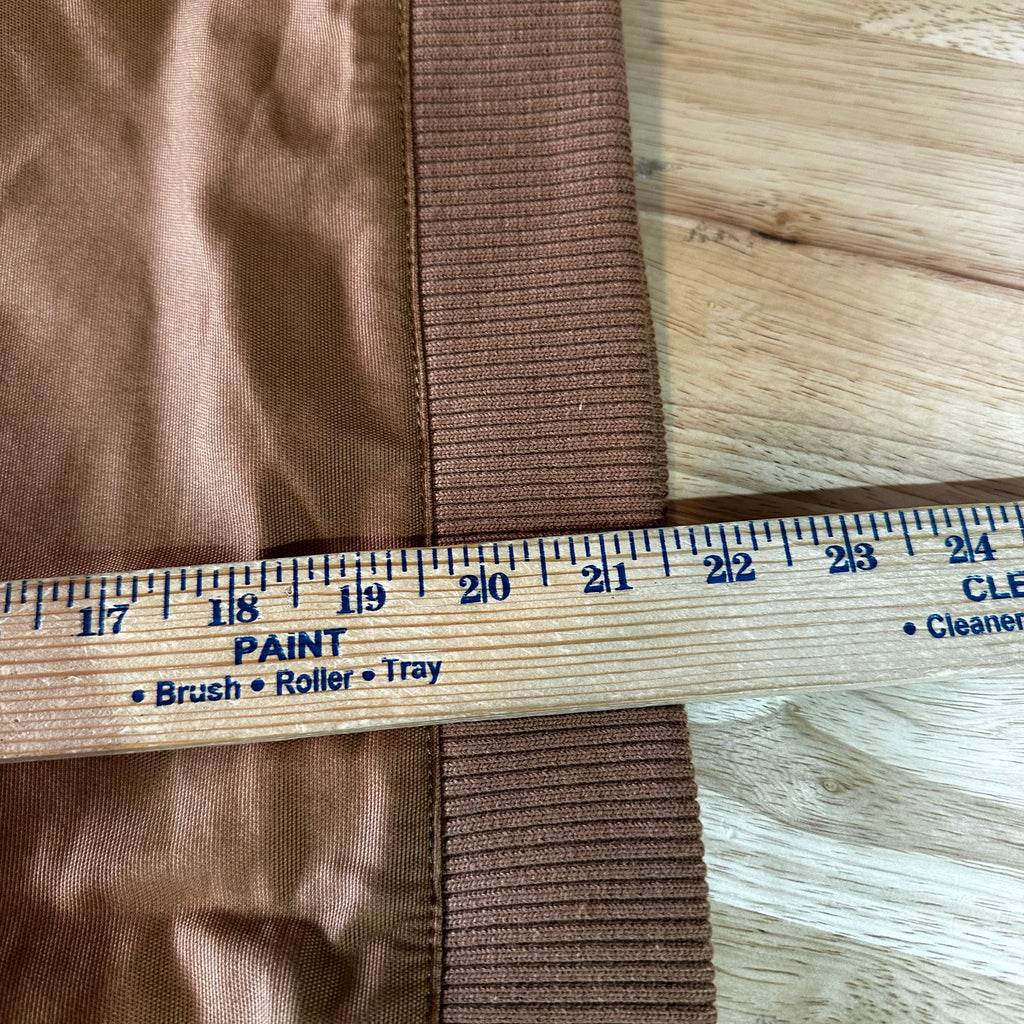 17 18 19 20 21 22 23 24
PAINT CLE
• Brush • Roller • Tray • Cleaner